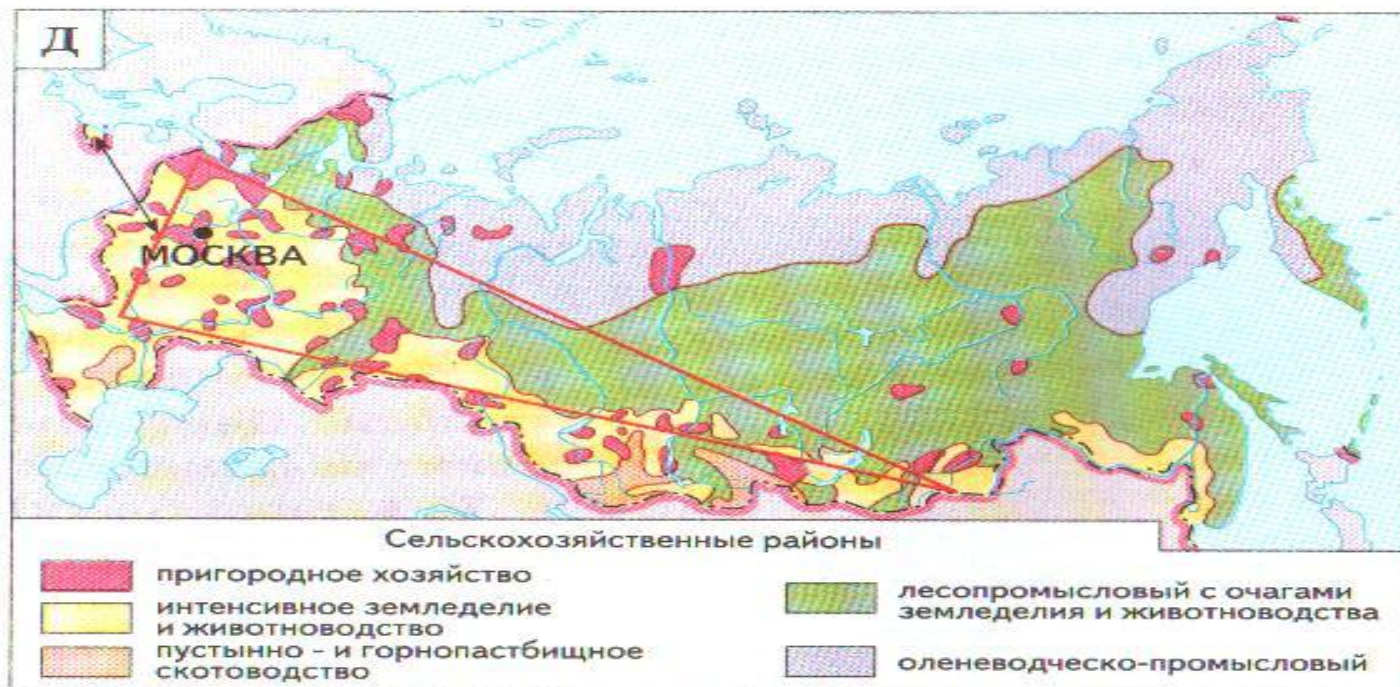 Д
МОСКВА
Сельскохозяйственные районы
пригородное хозяйство
интенсивное земледелие
и животноводство
пустынно - и горнопастбищное
скотоводство
лесопромысловый с очагами
земледелия и животноводства
оленеводческо-промысловый